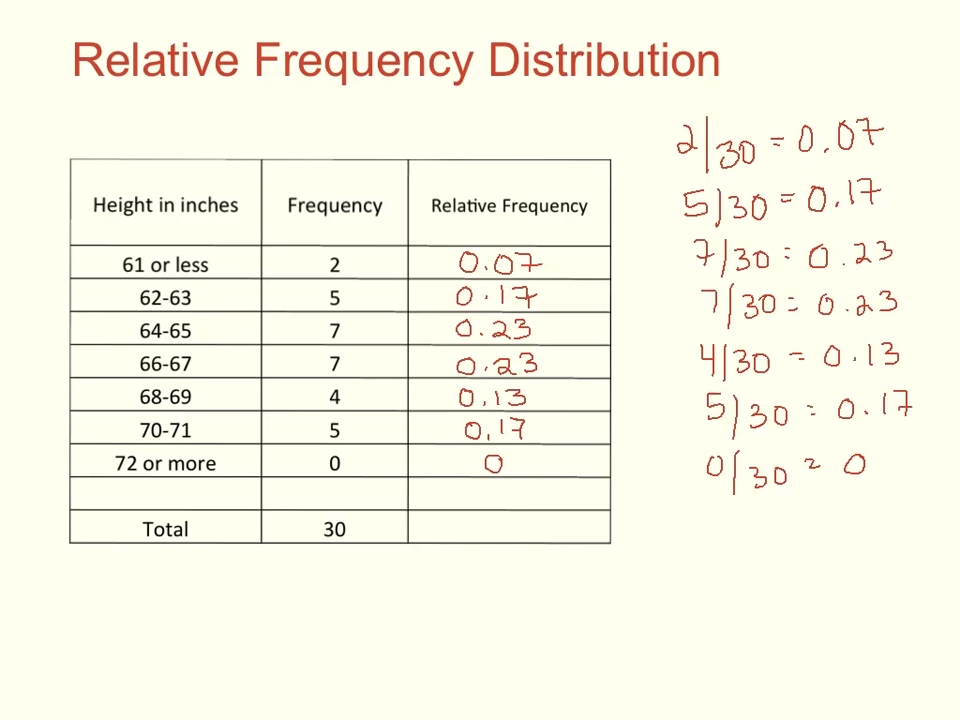 Relative Frequency Distribution
Height in inches Frequency Relative Frequency
61 or less 2 0.07
62-63 5 0.17
64-65 7 0.23
66-67 7 0.23
68-69 4 0.13
70-71 5 0.17
72 or more 0 0
Total 30
2/30 = 0.07
5/30 = 0.17
7/30 = 0.23
7/30 = 0.23
4/30 = 0.13
5/30 = 0.17
0/30 = 0